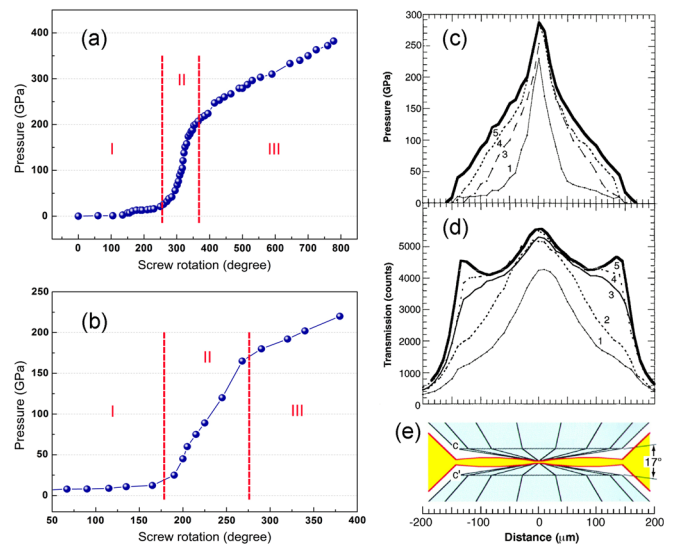 (a)
400
300
200
100
0
Pressure (GPa)
I
II
III
0 100 200 300 400 500 600 700 800
Screw rotation (degree)
(b)
250
200
150
100
50
0
Pressure (GPa)
I
II
III
50 100 150 200 250 300 350 400
Screw rotation (degree)
(c)
300
250
200
150
100
50
0
Pressure (GPa)
5
4
3
1
(d)
5000
4000
3000
2000
1000
0
Transmission (counts)
5
4
3
2
1
(e)
c
c'
17°
-200 -100 0 100 200
Distance (μm)